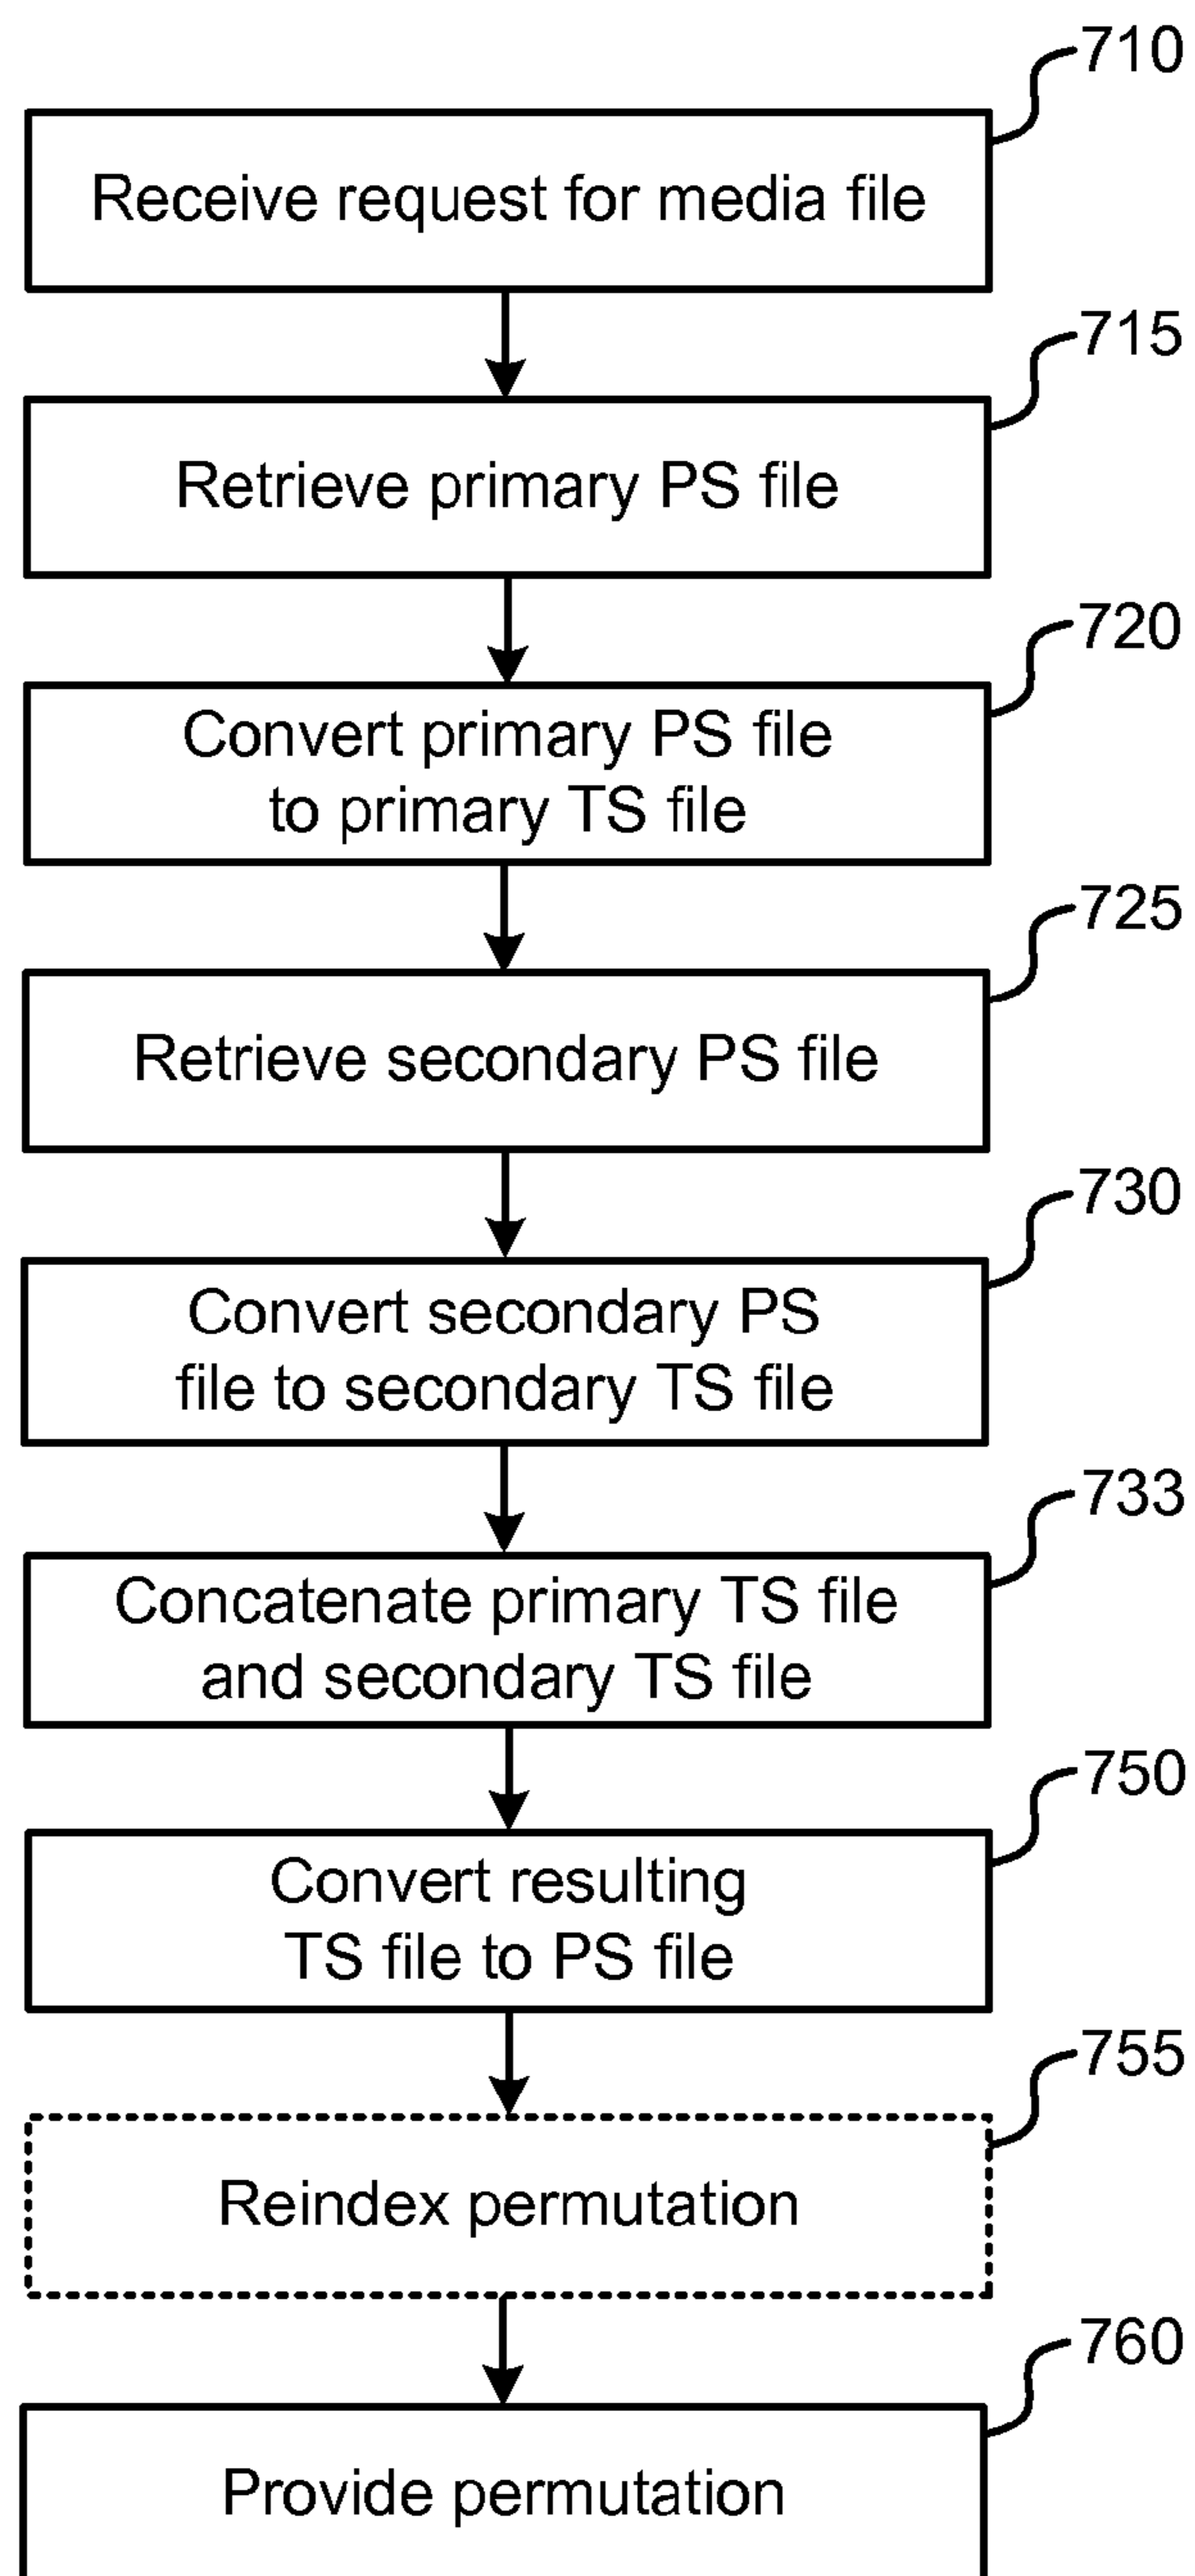 710
Receive request for media file
715
Retrieve primary PS file
720
Convert primary PS file
to primary TS file
725
Retrieve secondary PS file
730
Convert secondary PS
file to secondary TS file
733
Concatenate primary TS file
and secondary TS file
750
Convert resulting
TS file to PS file
755
Reindex permutation
760
Provide permutation